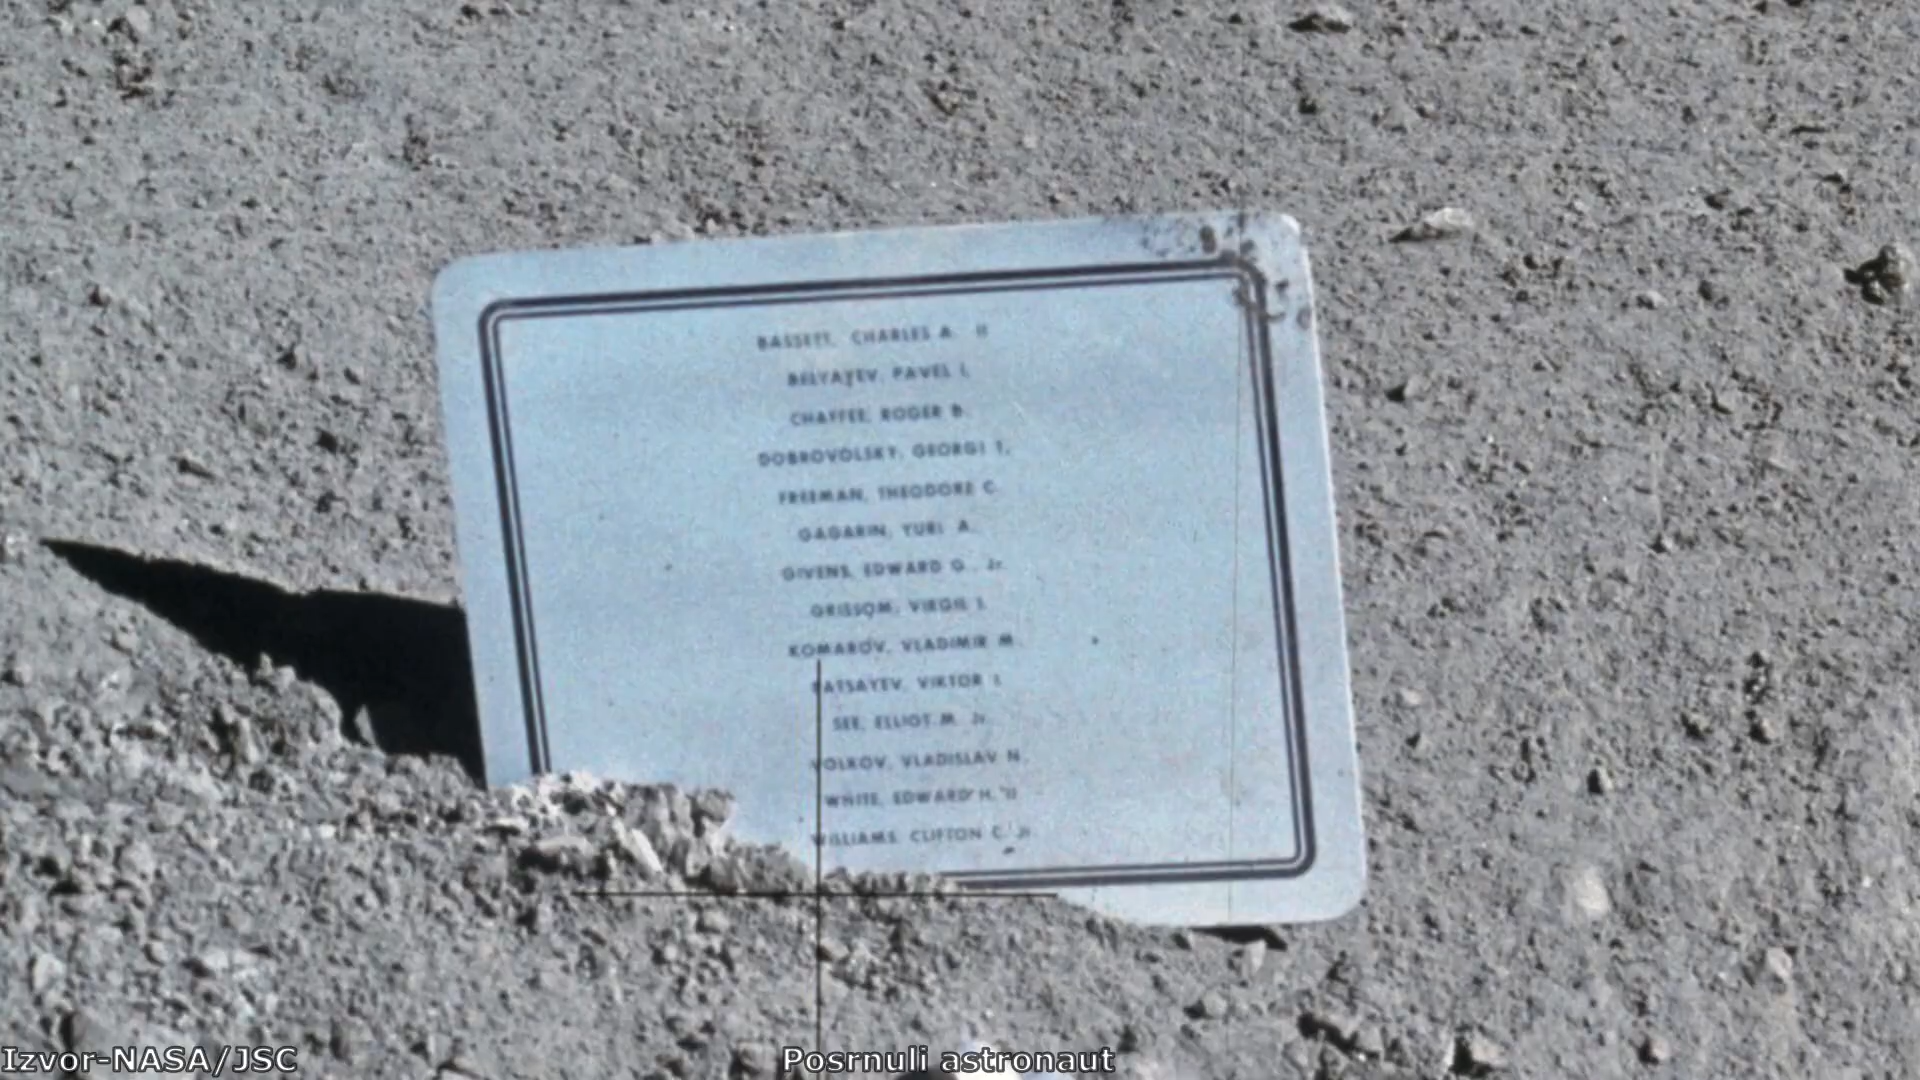 BASSETT, CHARLES A. II
BELYAYEV, PAVEL I.
CHAFFEE, ROGER B.
DOBROVOLSKY, GEORGI T.
FREEMAN, THEODORE C.
GAGARIN, YURI A.
GIVENS, EDWARD G., Jr.
GRISSOM, VIRGIL I.
KOMAROV, VLADIMIR M.
PATSAYEV, VIKTOR I.
SEE, ELLIOT M. Jr.
VOLKOV, VLADISLAV N.
WHITE, EDWARD H. II
WILLIAMS, CLIFTON C. Jr.
Izvor-NASA/JSC
Posrnuli astronaut